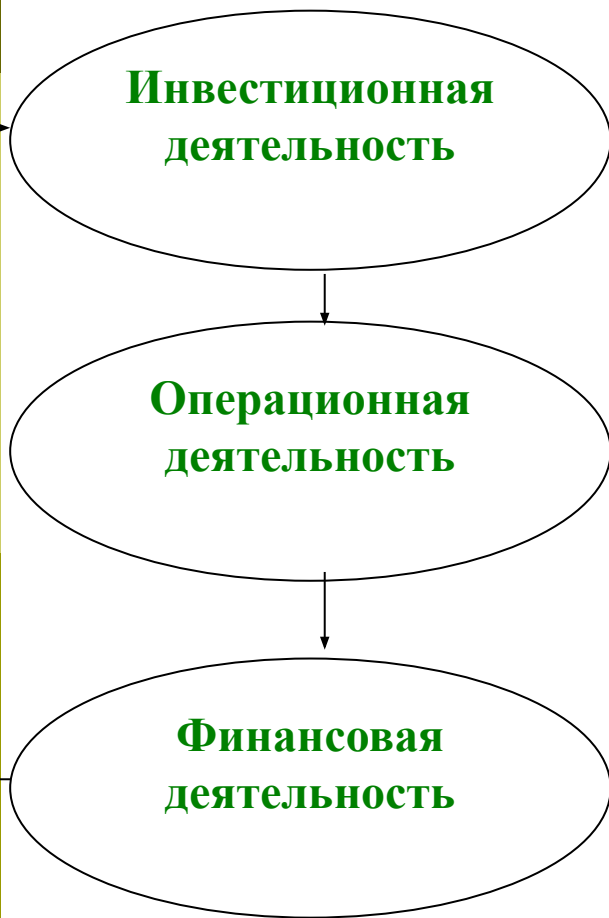 Инвестиционная
деятельность
Операционная
деятельность
Финансовая
деятельность